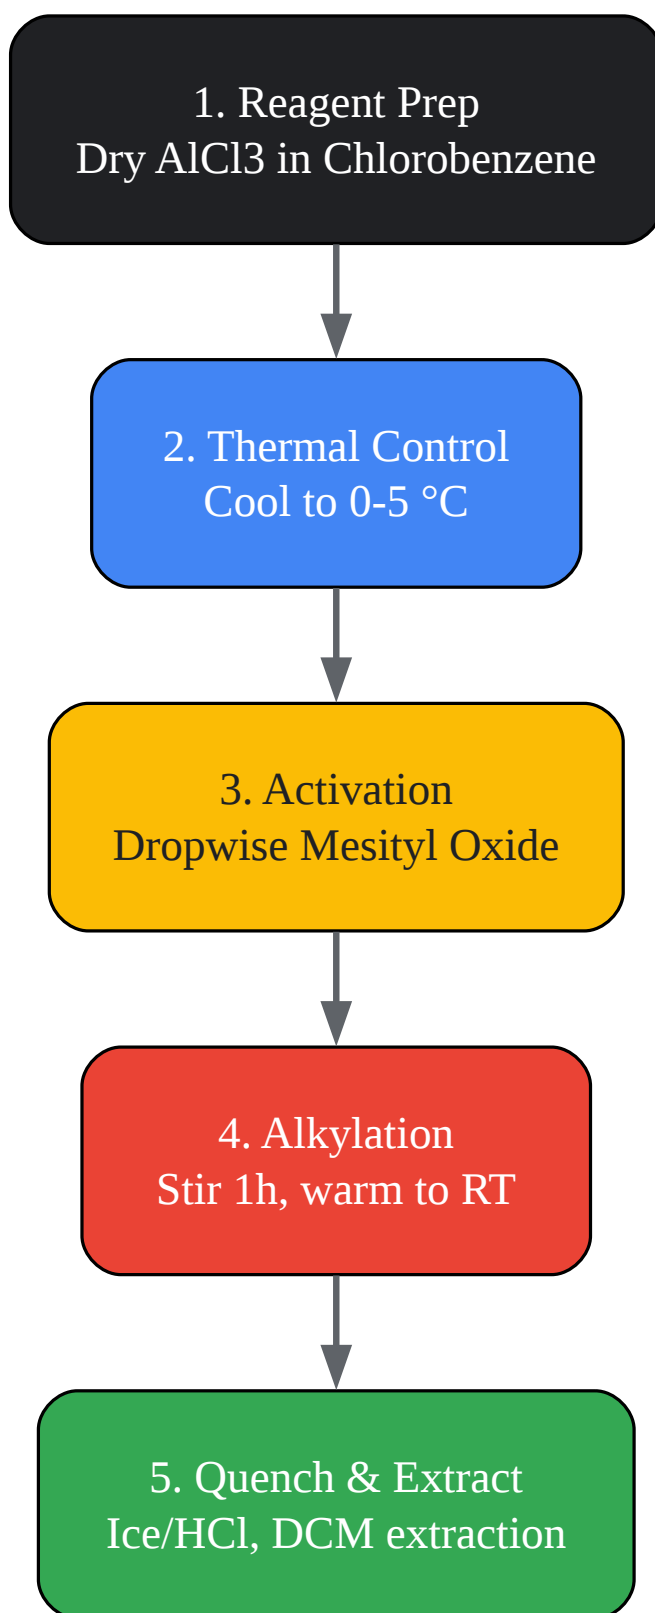 1. Reagent Prep
Dry AlCl3 in Chlorobenzene
2. Thermal Control
Cool to 0-5 °C
3. Activation
Dropwise Mesityl Oxide
4. Alkylation
Stir 1h, warm to RT
5. Quench & Extract
Ice/HCl, DCM extraction